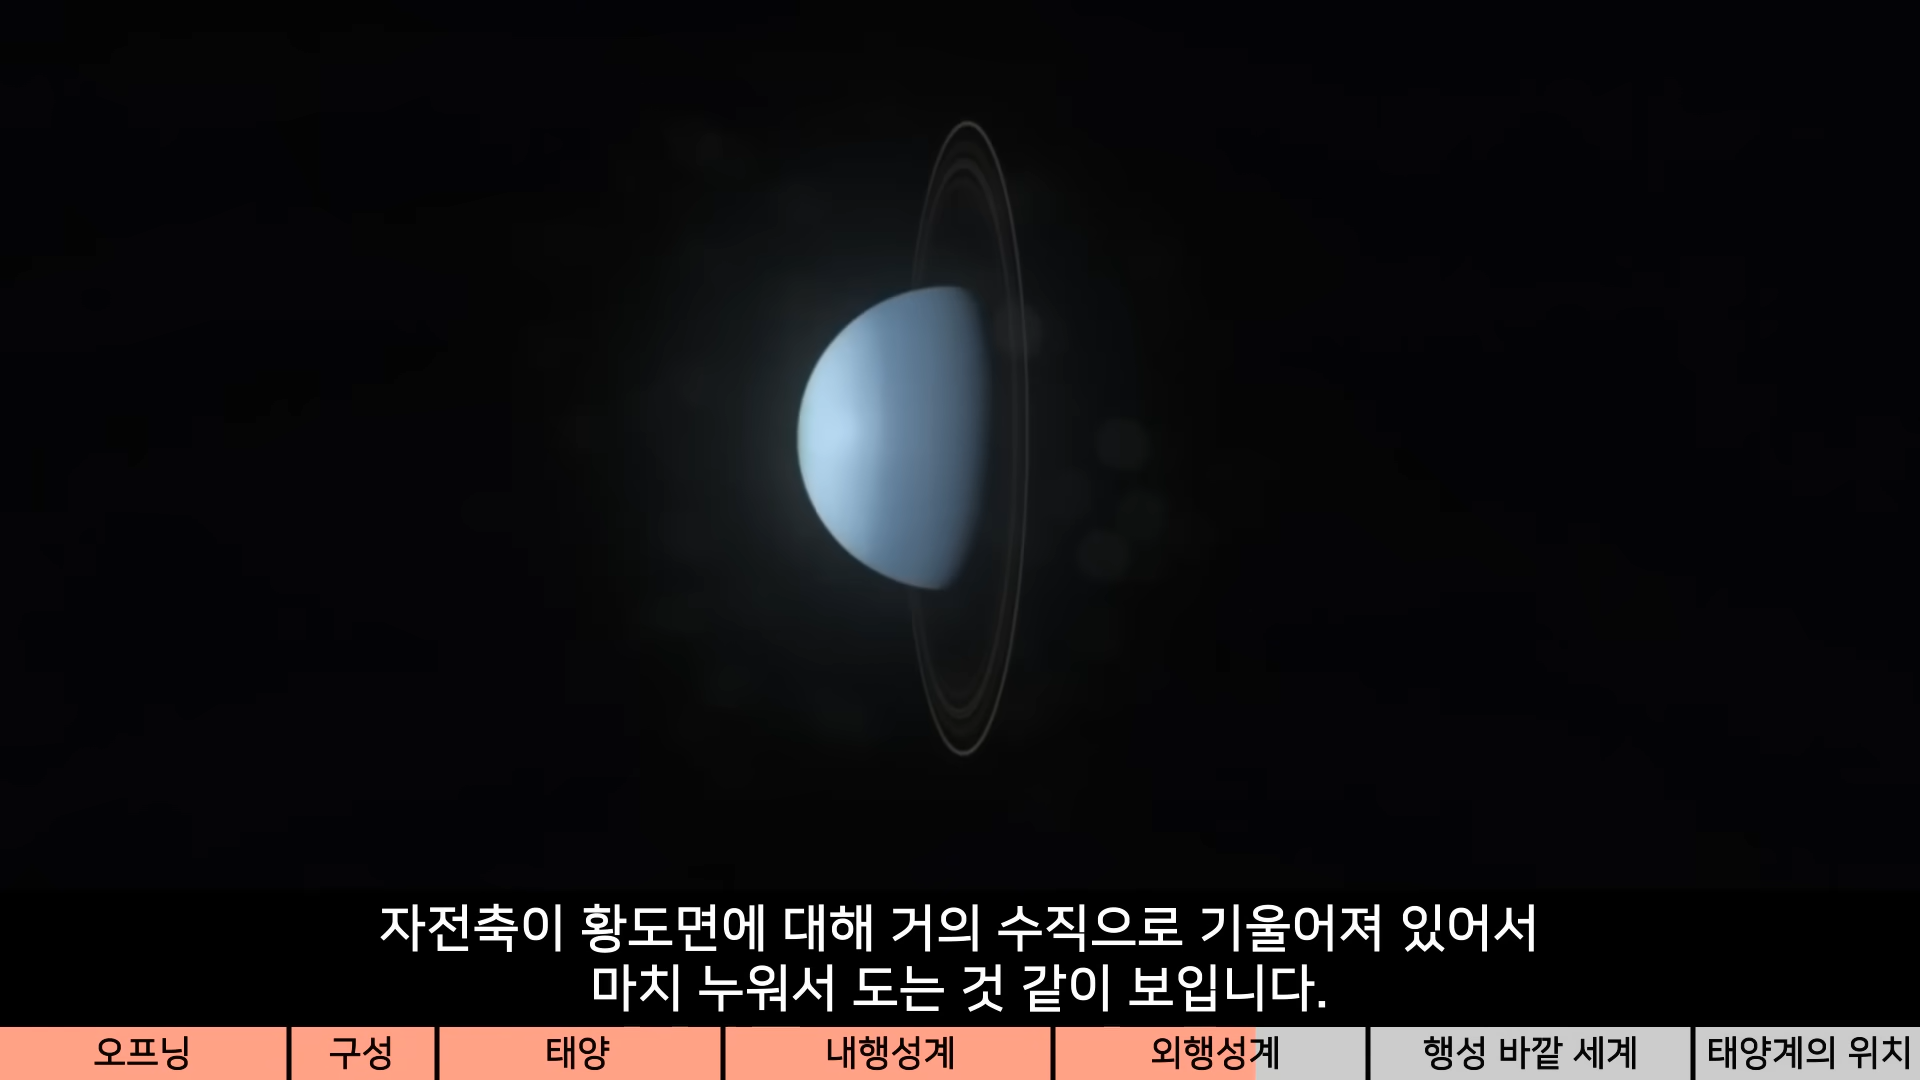 자전축이 황도면에 대해 거의 수직으로 기울어져 있어서
마치 누워서 도는 것 같이 보입니다.
오프닝 구성 태양 내행성계 외행성계 행성 바깥 세계 태양계의 위치